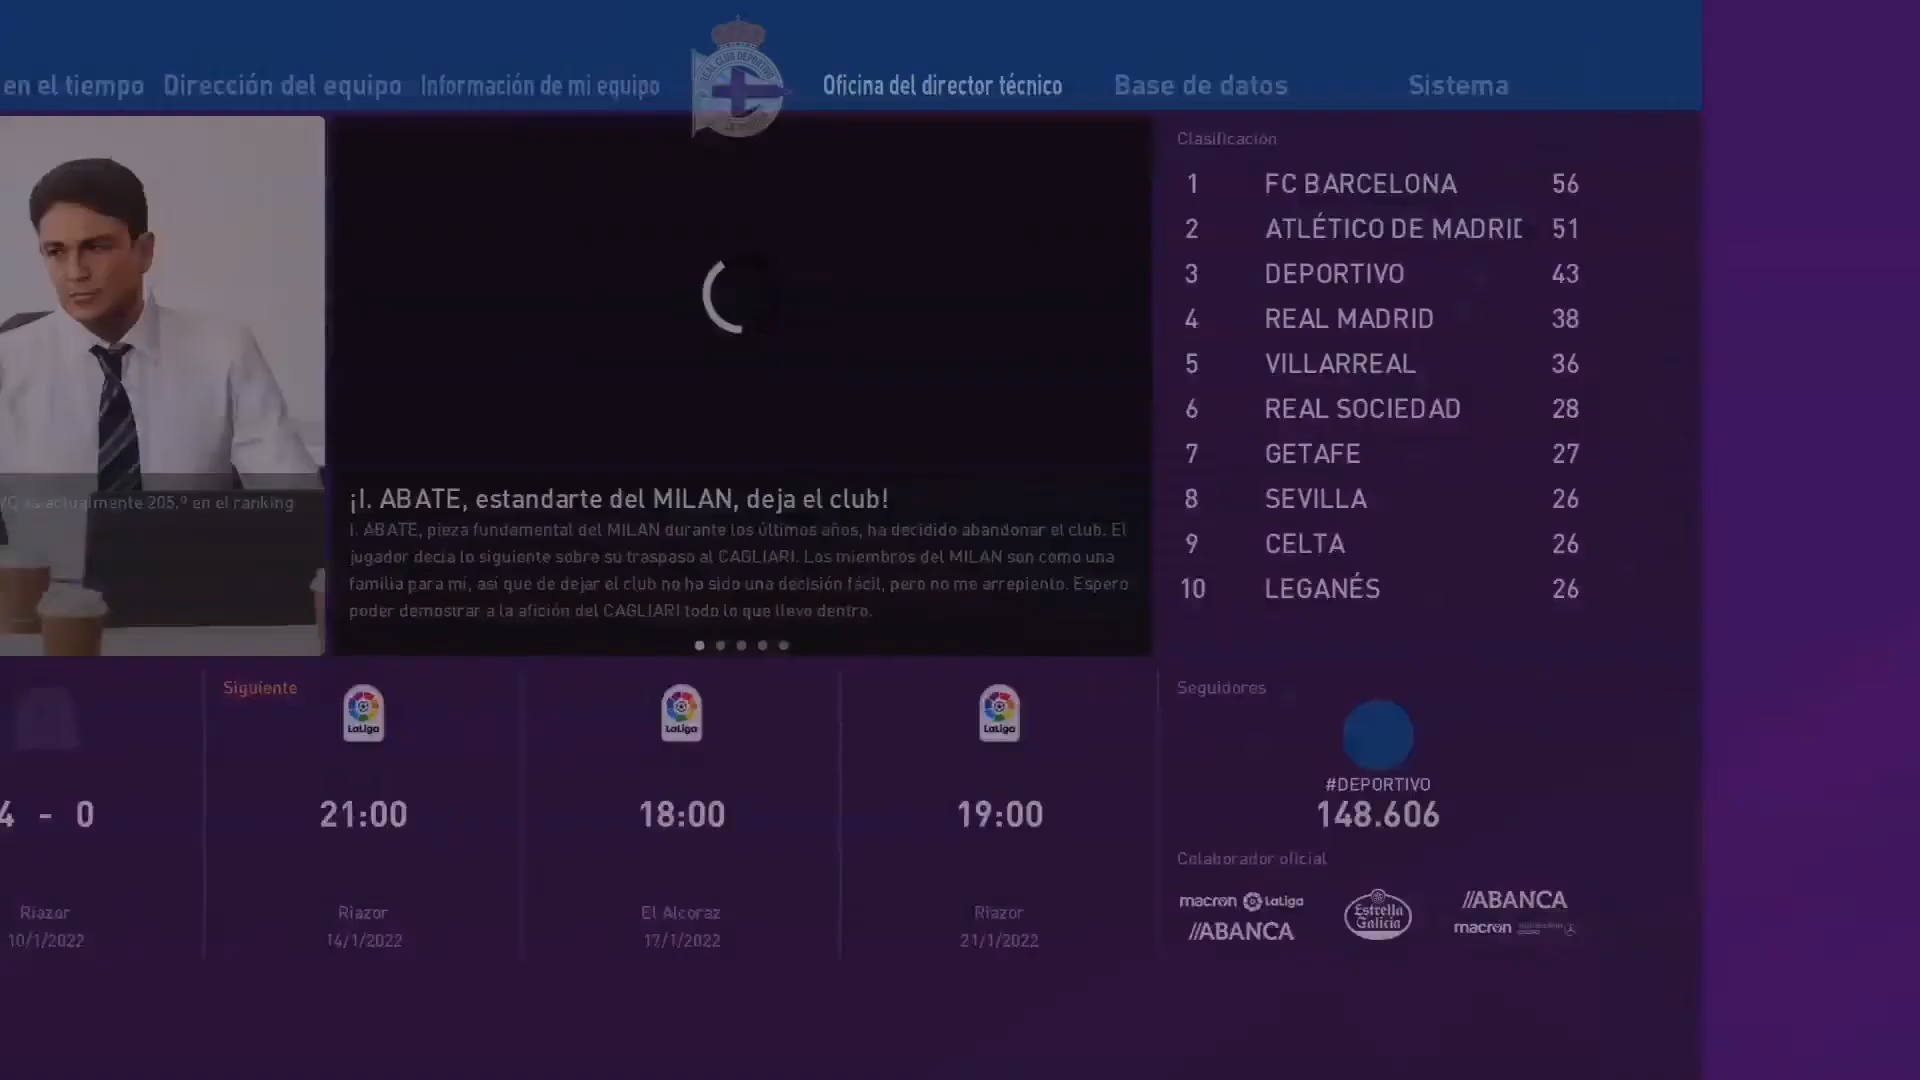 en el tiempo
Dirección del equipo
Información de mi equipo
Oficina del director técnico
Base de datos
Sistema
es actualmente 205.º en el ranking
¡I. ABATE, estandarte del MILAN, deja el club!
I. ABATE, pieza fundamental del MILAN durante los últimos años, ha decidido abandonar el club. El
jugador decía lo siguiente sobre su traspaso al CAGLIARI. Los miembros del MILAN son como una
familia para mí, así que de dejar el club no ha sido una decisión fácil, pero no me arrepiento. Espero
poder demostrar a la afición del CAGLIARI todo lo que llevo dentro.
Clasificación
1 FC BARCELONA 56
2 ATLÉTICO DE MADRID 51
3 DEPORTIVO 43
4 REAL MADRID 38
5 VILLARREAL 36
6 REAL SOCIEDAD 28
7 GETAFE 27
8 SEVILLA 26
9 CELTA 26
10 LEGANÉS 26
4 - 0
Riazor
10/1/2022
Siguiente
LaLiga
21:00
Riazor
14/1/2022
LaLiga
18:00
El Alcoraz
17/1/2022
LaLiga
19:00
Riazor
21/1/2022
Seguidores
#DEPORTIVO
148.606
Colaborador oficial
macron LaLiga
//ABANCA
Estrella
Galicia
//ABANCA
macron